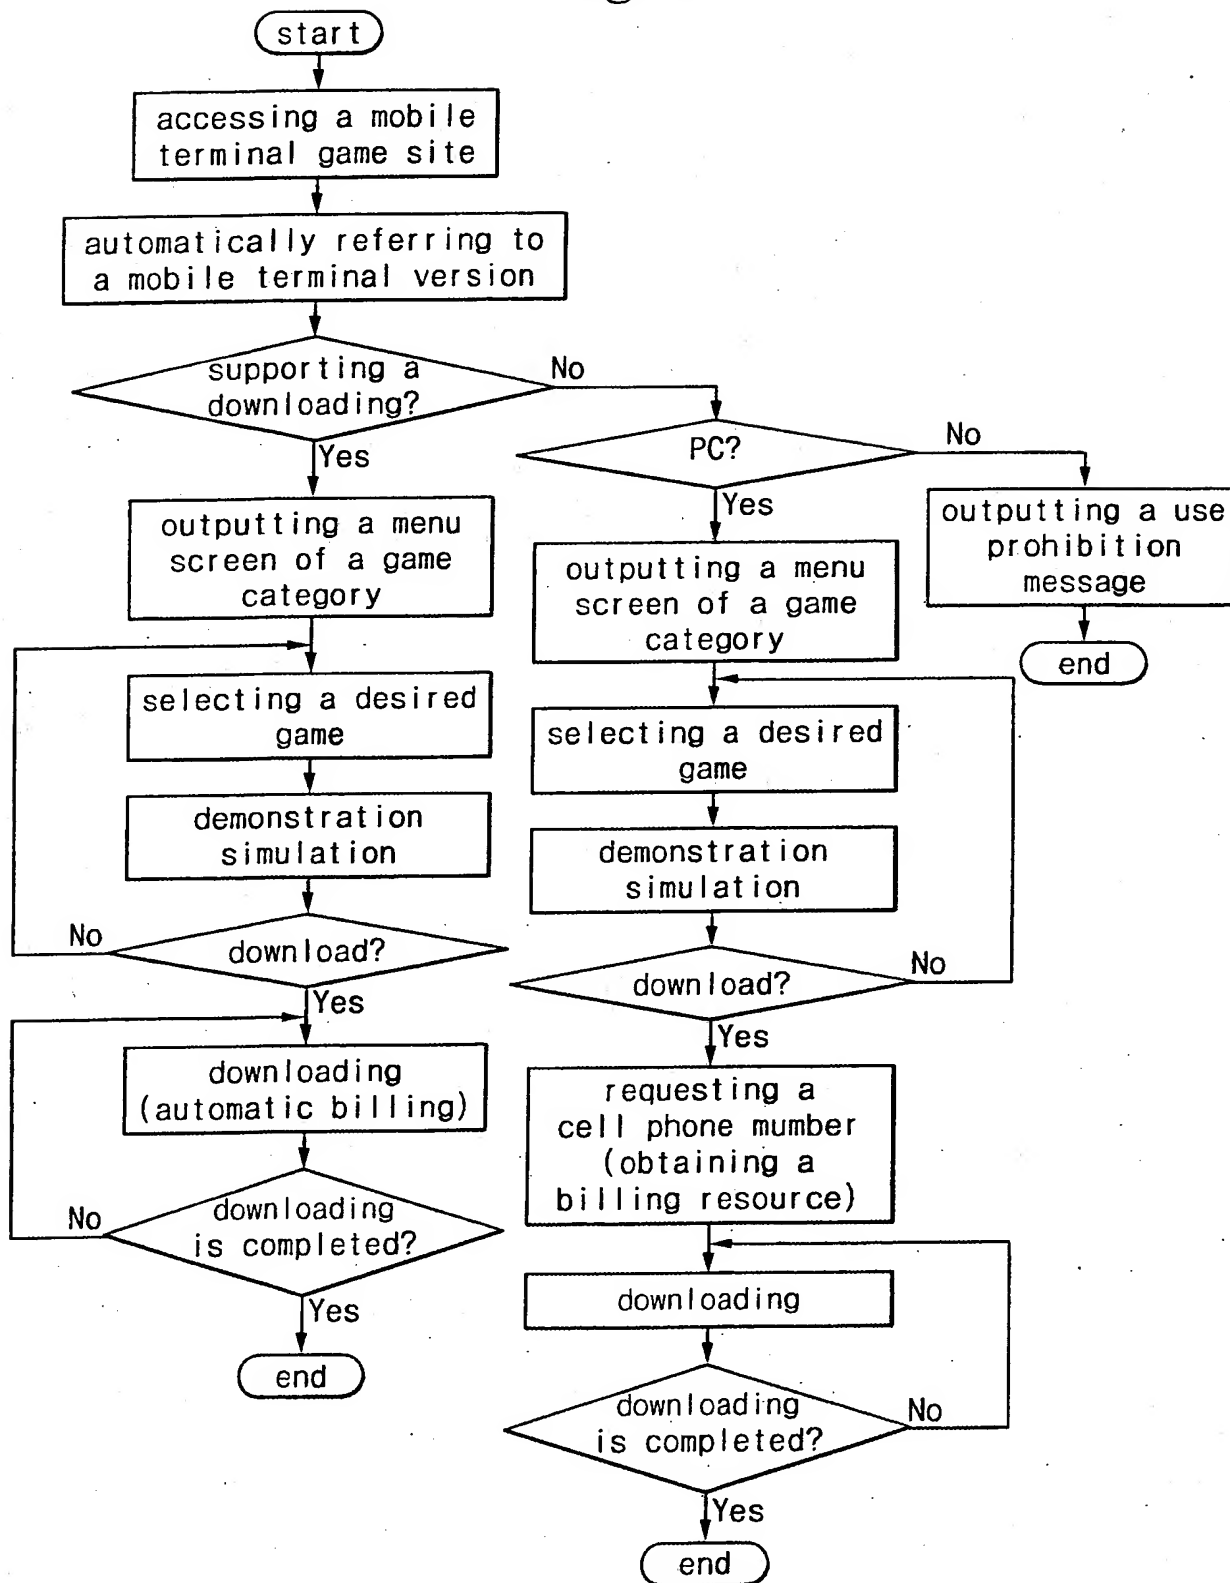 start
accessing a mobile
terminal game site
automatically referring to
a mobile terminal version
supporting a
downloading?
No
Yes
PC?
No
Yes
outputting a menu
screen of a game
category
outputting a use
prohibition
message
end
outputting a menu
screen of a game
category
selecting a desired
game
demonstration
simulation
download?
No
Yes
downloading
(automatic billing)
downloading
is completed?
No
Yes
end
selecting a desired
game
demonstration
simulation
download?
No
Yes
requesting a
cell phone mumber
(obtaining a
billing resource)
downloading
downloading
is completed?
No
Yes
end